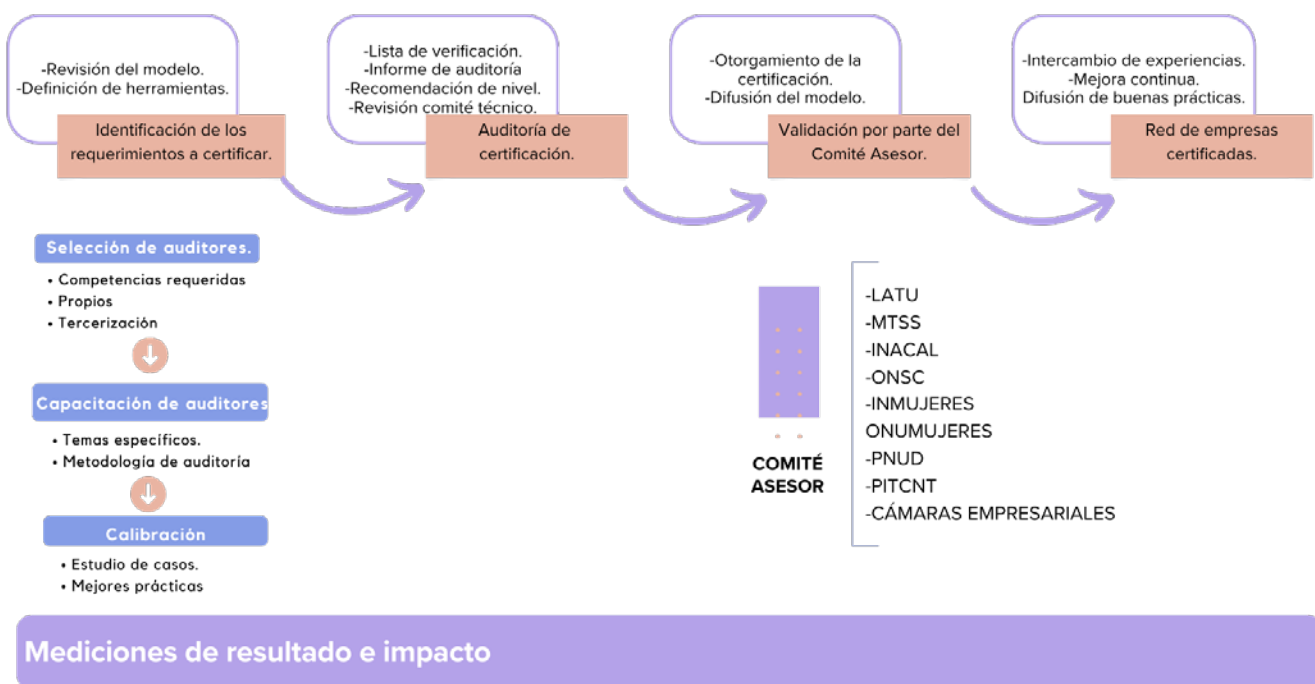 -Revisión del modelo.
-Definición de herramientas.
Identificación de los
requerimientos a certificar.
-Lista de verificación.
-Informe de auditoría
-Recomendación de nivel.
-Revisión comité técnico.
Auditoría de
certificación.
-Otorgamiento de la
certificación.
-Difusión del modelo.
Validación por parte del
Comité Asesor.
-Intercambio de experiencias.
-Mejora continua.
Difusión de buenas prácticas.
Red de empresas
certificadas.
Selección de auditores.
• Competencias requeridas
• Propios
• Tercerización
Capacitación de auditores
• Temas específicos.
• Metodología de auditoría
Calibración
• Estudio de casos.
• Mejores prácticas
COMITÉ
ASESOR
-LATU
-MTSS
-INACAL
-ONSC
-INMUJERES
ONUMUJERES
-PNUD
-PITCNT
-CÁMARAS EMPRESARIALES
Mediciones de resultado e impacto